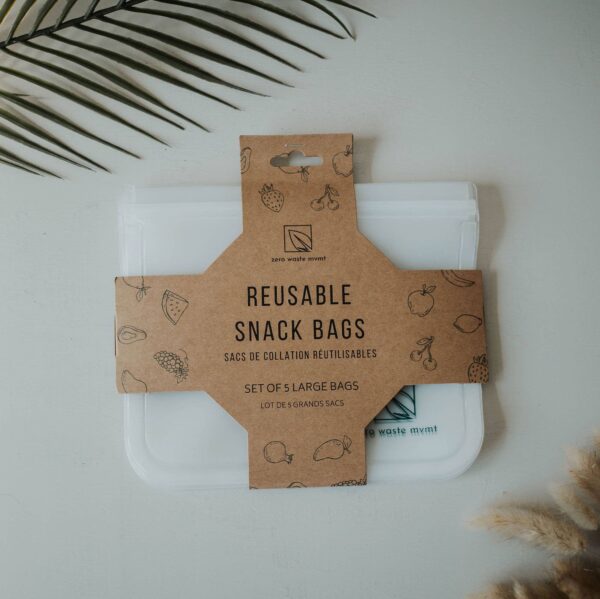 zero waste mvmt
REUSABLE
SNACK BAGS
SACS DE COLLATION RÉUTILISABLES
SET OF 5 LARGE BAGS
LOT DE 5 GRANDS SACS
zero waste mvmt